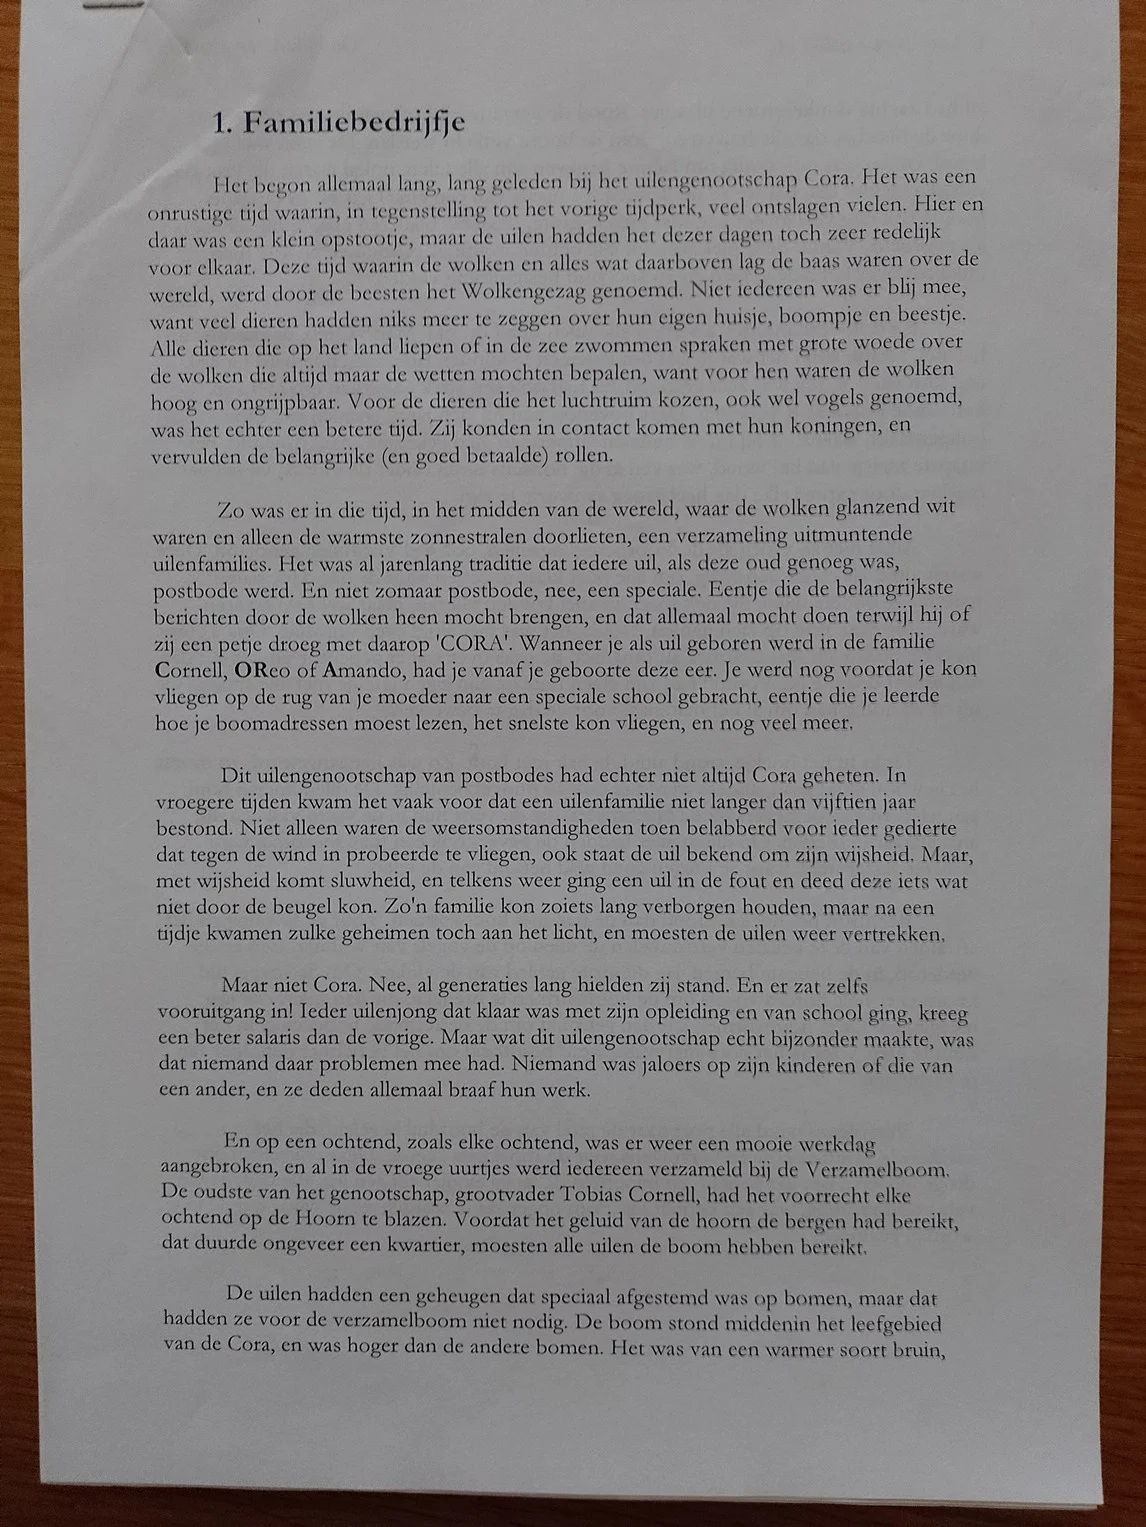 1. Familiebedrijfje
Het begon allemaal lang, lang geleden bij het uilengenootschap Cora. Het was een
onrustige tijd waarin, in tegenstelling tot het vorige tijdperk, veel ontslagen vielen. Hier en
daar was een klein opstootje, maar de uilen hadden het dezer dagen toch zeer redelijk
voor elkaar. Deze tijd waarin de wolken en alles wat daarboven lag de baas waren over de
wereld, werd door de beesten het Wolkengezag genoemd. Niet iedereen was er blij mee,
want veel dieren hadden niks meer te zeggen over hun eigen huisje, boompje en beestje.
Alle dieren die op het land liepen of in de zee zwommen spraken met grote woede over
de wolken die altijd maar de wetten mochten bepalen, want voor hen waren de wolken
hoog en ongrijpbaar. Voor de dieren die het luchtruim kozen, ook wel vogels genoemd,
was het echter een betere tijd. Zij konden in contact komen met hun koningen, en
vervulden de belangrijke (en goed betaalde) rollen.
Zo was er in die tijd, in het midden van de wereld, waar de wolken glanzend wit
waren en alleen de warmste zonnestralen doorlieten, een verzameling uitmuntende
uilenfamilies. Het was al jarenlang traditie dat iedere uil, als deze oud genoeg was,
postbode werd. En niet zomaar postbode, nee, een speciale. Eentje die de belangrijkste
berichten door de wolken heen mocht brengen, en dat allemaal mocht doen terwijl hij of
zij een petje droeg met daarop 'CORA'. Wanneer je als uil geboren werd in de familie
Cornell, OReo of Amando, had je vanaf je geboorte deze eer. Je werd nog voordat je kon
vliegen op de rug van je moeder naar een speciale school gebracht, eentje die je leerde
hoe je boomadressen moest lezen, het snelste kon vliegen, en nog veel meer.
Dit uilengenootschap van postbodes had echter niet altijd Cora geheten. In
vroegere tijden kwam het vaak voor dat een uilenfamilie niet langer dan vijftien jaar
bestond. Niet alleen waren de weersomstandigheden toen belabberd voor ieder gedierte
dat tegen de wind in probeerde te vliegen, ook staat de uil bekend om zijn wijsheid. Maar,
met wijsheid komt sluwheid, en telkens weer ging een uil in de fout en deed deze iets wat
niet door de beugel kon. Zo'n familie kon zoiets lang verborgen houden, maar na een
tijdje kwamen zulke geheimen toch aan het licht, en moesten de uilen weer vertrekken.
Maar niet Cora. Nee, al generaties lang hielden zij stand. En er zat zelfs
vooruitgang in! Ieder uilenjong dat klaar was met zijn opleiding en van school ging, kreeg
een beter salaris dan de vorige. Maar wat dit uilengenootschap echt bijzonder maakte, was
dat niemand daar problemen mee had. Niemand was jaloers op zijn kinderen of die van
een ander, en ze deden allemaal braaf hun werk.
En op een ochtend, zoals elke ochtend, was er weer een mooie werkdag
aangebroken, en al in de vroege uurtjes werd iedereen verzameld bij de Verzamelboom.
De oudste van het genootschap, grootvader Tobias Cornell, had het voorrecht elke
ochtend op de Hoorn te blazen. Voordat het geluid van de hoorn de bergen had bereikt,
dat duurde ongeveer een kwartier, moesten alle uilen de boom hebben bereikt.
De uilen hadden een geheugen dat speciaal afgestemd was op bomen, maar dat
hadden ze voor de verzamelboom niet nodig. De boom stond middenin het leefgebied
van de Cora, en was hoger dan de andere bomen. Het was van een warmer soort bruin,